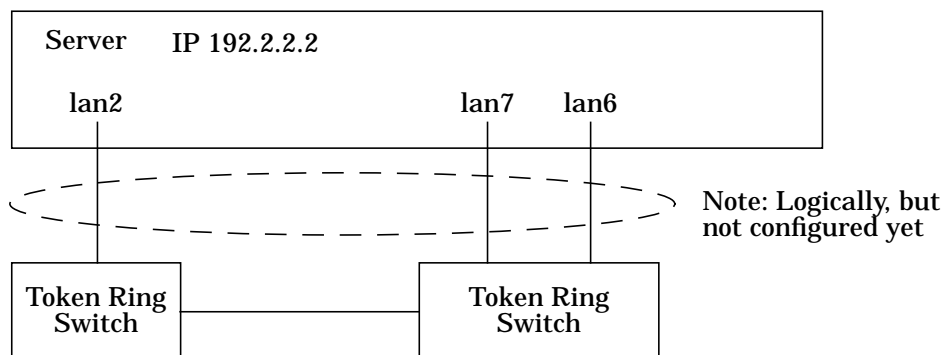 Server IP 192.2.2.2
lan2 lan7 lan6
Note: Logically, but
not configured yet
Token Ring
Switch
Token Ring
Switch